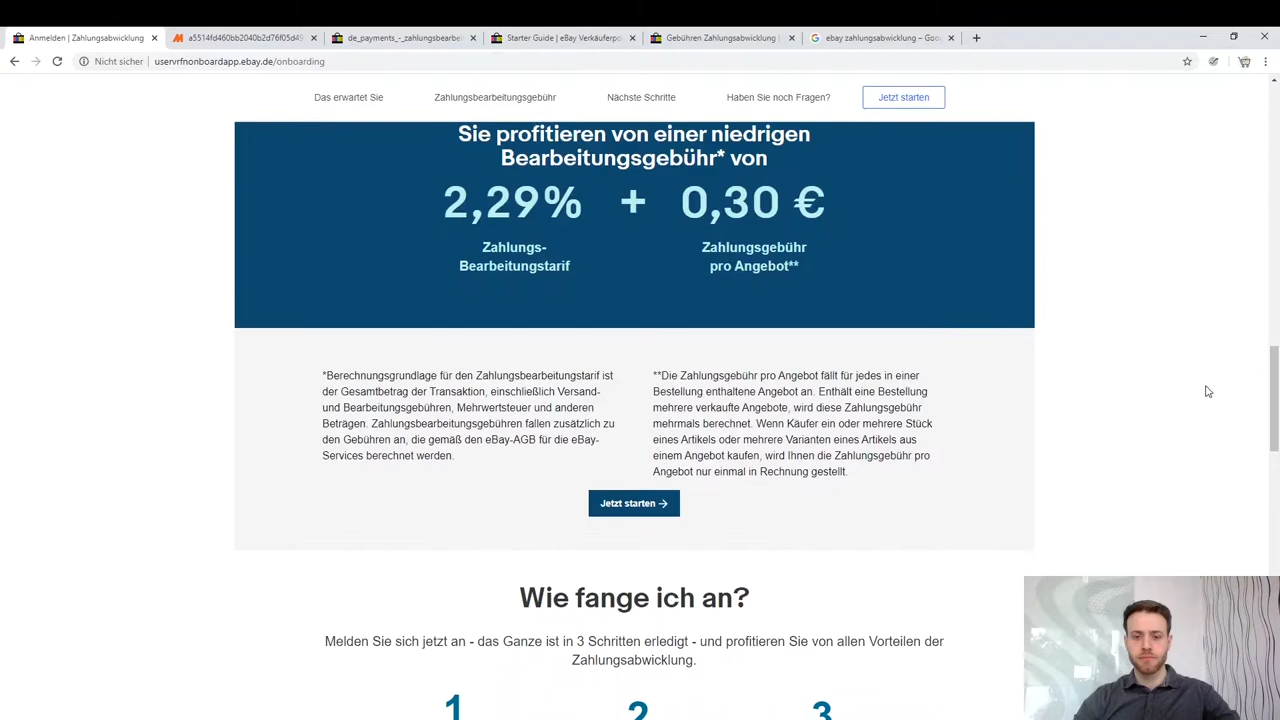 Anmelden | Zahlungsabwicklung
a5514fd460bb2040b2d76f05d49
de_payments_-_zahlungsbearbei
Starter Guide | eBay Verkäuferpo
Gebühren Zahlungsabwicklung |
ebay zahlungsabwicklung – Goo
Nicht sicher | uservrfnonboardapp.ebay.de/onboarding
Das erwartet Sie
Zahlungsbearbeitungsgebühr
Nächste Schritte
Haben Sie noch Fragen?
Jetzt starten
Sie profitieren von einer niedrigen
Bearbeitungsgebühr* von
2,29% + 0,30 €
Zahlungs-
Bearbeitungstarif
Zahlungsgebühr
pro Angebot**
*Berechnungsgrundlage für den Zahlungsbearbeitungstarif ist
der Gesamtbetrag der Transaktion, einschließlich Versand-
und Bearbeitungsgebühren, Mehrwertsteuer und anderen
Beträgen. Zahlungsbearbeitungsgebühren fallen zusätzlich zu
den Gebühren an, die gemäß den eBay-AGB für die eBay-
Services berechnet werden.
**Die Zahlungsgebühr pro Angebot fällt für jedes in einer
Bestellung enthaltene Angebot an. Enthält eine Bestellung
mehrere verkaufte Angebote, wird diese Zahlungsgebühr
mehrmals berechnet. Wenn Käufer ein oder mehrere Stück
eines Artikels oder mehrere Varianten eines Artikels aus
einem Angebot kaufen, wird Ihnen die Zahlungsgebühr pro
Angebot nur einmal in Rechnung gestellt.
Jetzt starten →
Wie fange ich an?
Melden Sie sich jetzt an - das Ganze ist in 3 Schritten erledigt - und profitieren Sie von allen Vorteilen der
Zahlungsabwicklung.
1 2 3